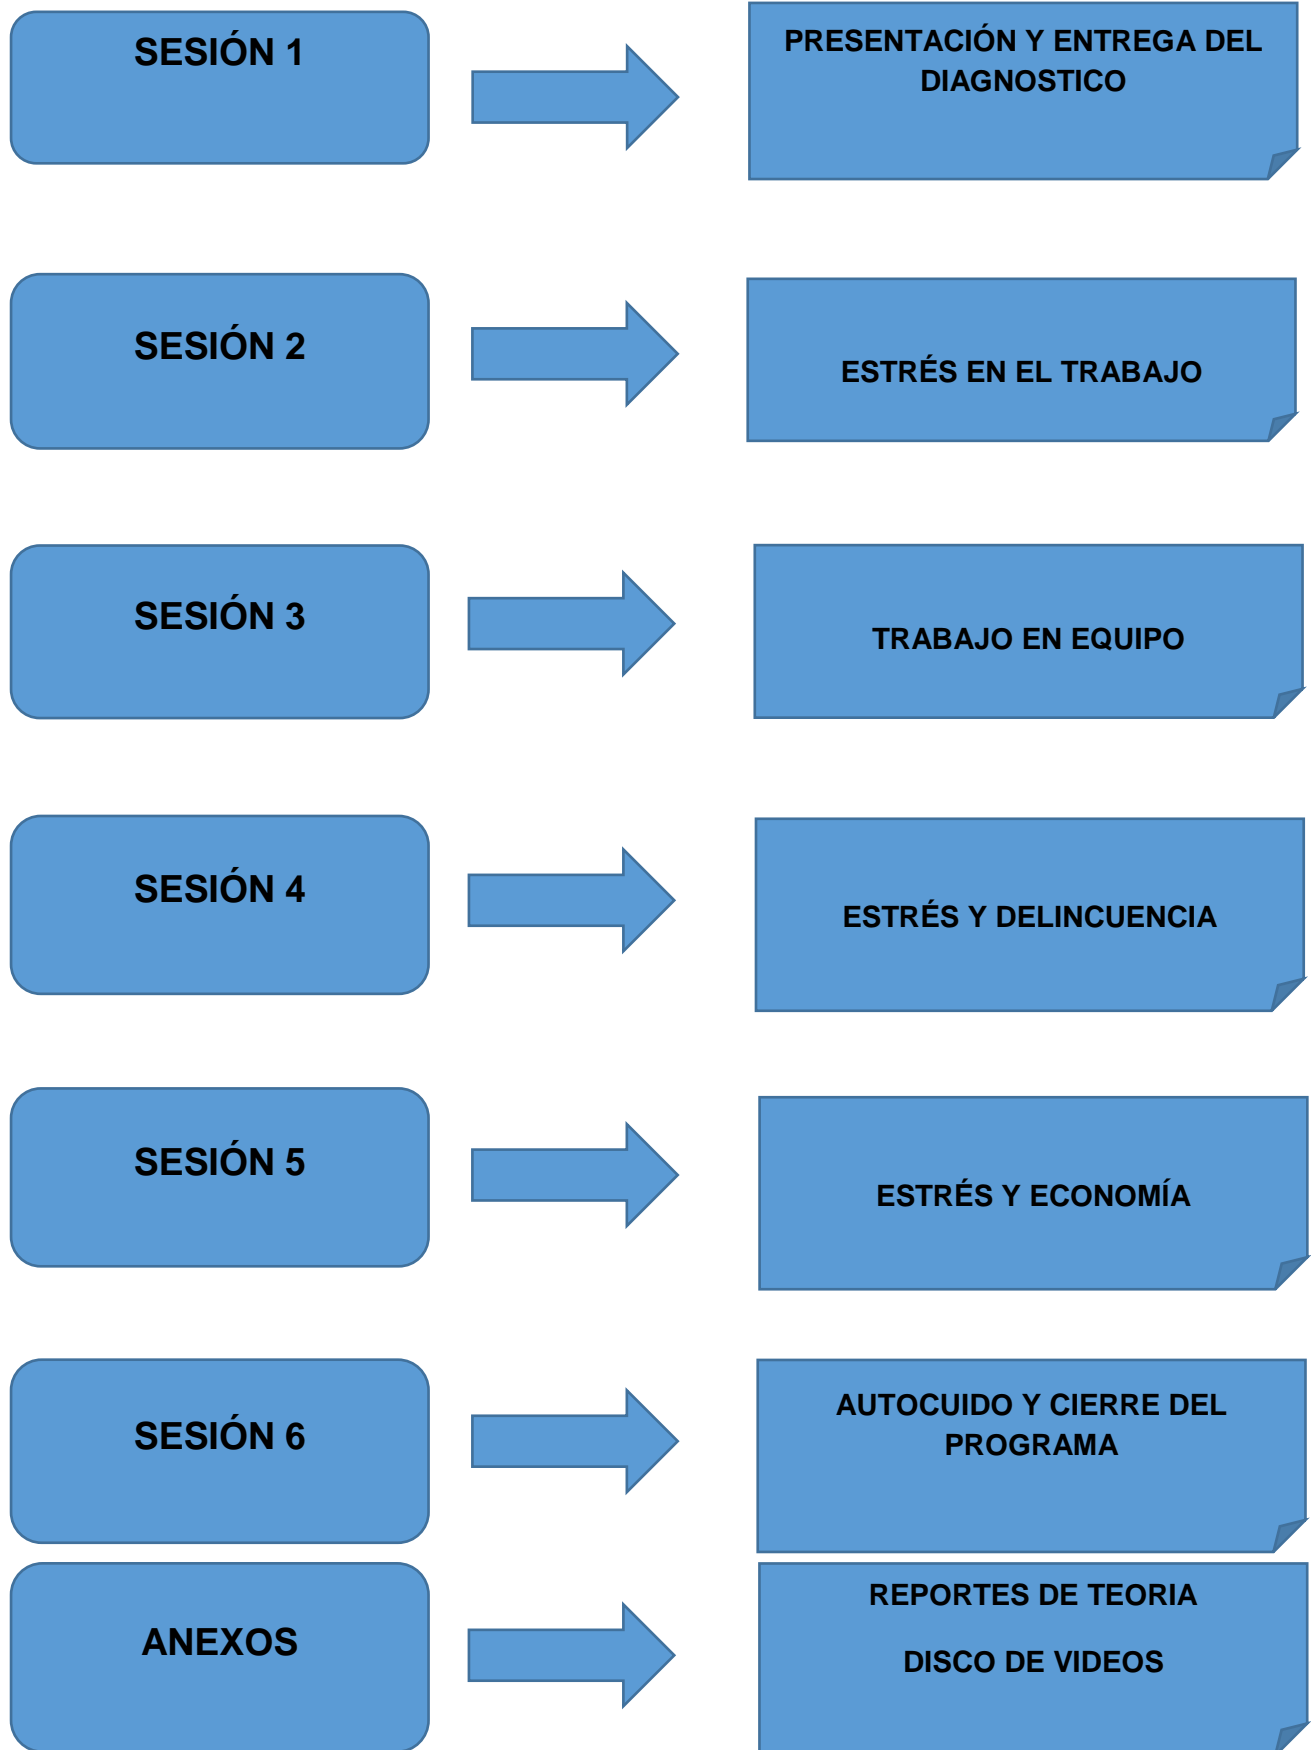 SESIÓN 1
PRESENTACIÓN Y ENTREGA DEL
DIAGNOSTICO
SESIÓN 2
ESTRÉS EN EL TRABAJO
SESIÓN 3
TRABAJO EN EQUIPO
SESIÓN 4
ESTRÉS Y DELINCUENCIA
SESIÓN 5
ESTRÉS Y ECONOMÍA
SESIÓN 6
AUTOCUIDO Y CIERRE DEL
PROGRAMA
ANEXOS
REPORTES DE TEORIA
DISCO DE VIDEOS